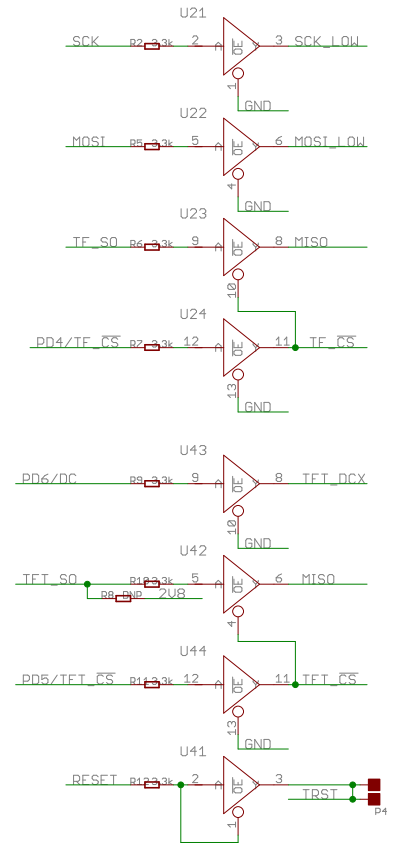 U21
SCK R2 3.3k 2 OE 3 SCK_LOW
1
GND
U22
MOSI R5 3.3k 5 OE 6 MOSI_LOW
4
GND
U23
TF_SO R6 3.3k 9 OE 8 MISO
10
U24
PD4/TF_CS R7 3.3k 12 OE 11 TF_CS
13
GND
U43
PD6/DC R9 3.3k 9 OE 8 TFT_DCX
10
GND
U42
TFT_SO R10 3.3k 5 OE 6 MISO
R8 DNP 2V8
4
U44
PD5/TFT_CS R11 3.3k 12 OE 11 TFT_CS
13
GND
U41
RESET R12 3.3k 2 OE 3
TRST
1
P4